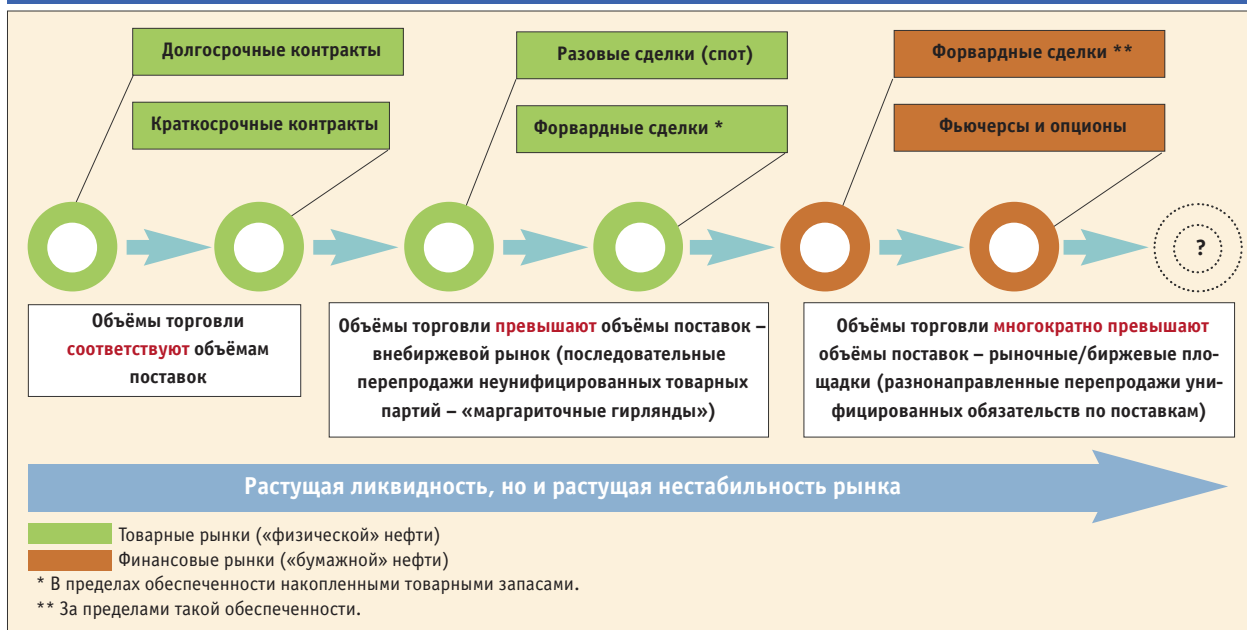 Долгосрочные контракты
Краткосрочные контракты
Разовые сделки (спот)
Форвардные сделки *
Форвардные сделки **
Фьючерсы и опционы
?
Объёмы торговли
соответствуют объёмам
поставок
Объёмы торговли превышают объёмы поставок –
внебиржевой рынок (последовательные
перепродажи неунифицированных товарных
партий – «маргариточные гирлянды»)
Объёмы торговли многократно превышают
объёмы поставок – рыночные/биржевые пло-
щадки (разнонаправленные перепродажи уни-
фицированных обязательств по поставкам)
Растущая ликвидность, но и растущая нестабильность рынка
Товарные рынки («физической» нефти)
Финансовые рынки («бумажной» нефти)
* В пределах обеспеченности накопленными товарными запасами.
** За пределами такой обеспеченности.